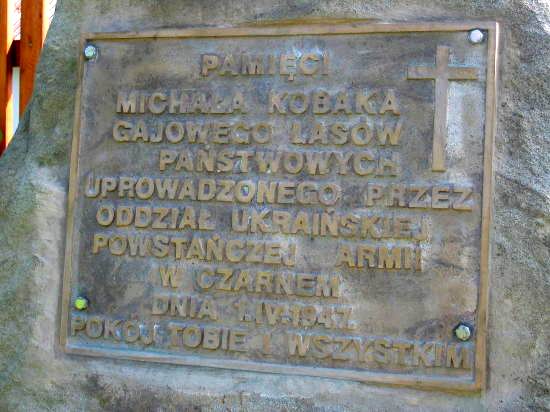 PAMIĘCI
MICHAŁA KOBAKA
GAJOWEGO LASÓW
PAŃSTWOWYCH
UPROWADZONEGO PRZEZ
ODDZIAŁ UKRAIŃSKIEJ
POWSTAŃCZEJ ARMII
W CZARNEM
DNIA 1.IV-1947.
POKÓJ TOBIE I WSZYSTKIM